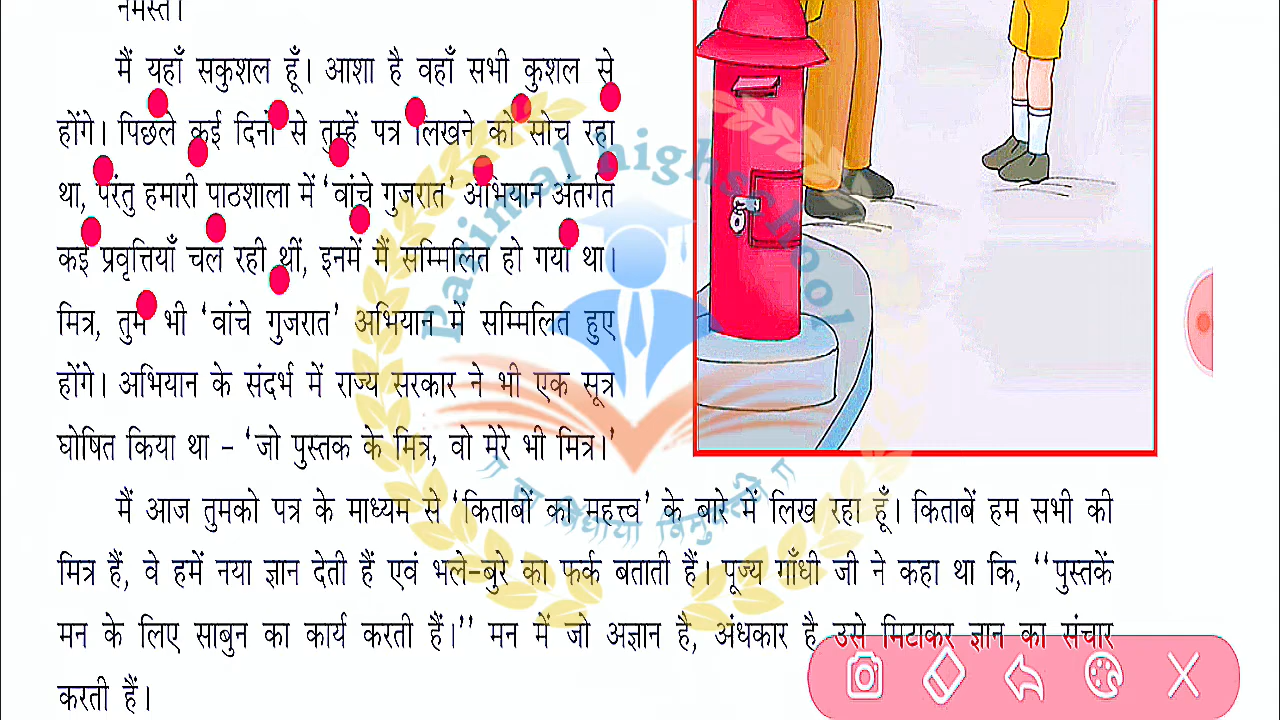 नमस्ते।
मैं यहाँ सकुशल हूँ। आशा है वहाँ सभी कुशल से
होंगे। पिछले कई दिनों से तुम्हें पत्र लिखने को सोच रहा
था, परंतु हमारी पाठशाला में ‘वांचे गुजरात’ अभियान अंतर्गत
कई प्रवृत्तियाँ चल रही थीं, इनमें मैं सम्मिलित हो गया था।
मित्र, तुम भी ‘वांचे गुजरात’ अभियान में सम्मिलित हुए
होंगे। अभियान के संदर्भ में राज्य सरकार ने भी एक सूत्र
घोषित किया था – ‘जो पुस्तक के मित्र, वो मेरे भी मित्र।’
मैं आज तुमको पत्र के माध्यम से ‘किताबों का महत्त्व’ के बारे में लिख रहा हूँ। किताबें हम सभी की
मित्र हैं, वे हमें नया ज्ञान देती हैं एवं भले-बुरे का फर्क बताती हैं। पूज्य गाँधी जी ने कहा था कि, ‘‘पुस्तकें
मन के लिए साबुन का कार्य करती हैं।’’ मन में जो अज्ञान है, अंधकार है उसे मिटाकर ज्ञान का संचार
करती हैं।
Parimal highschool